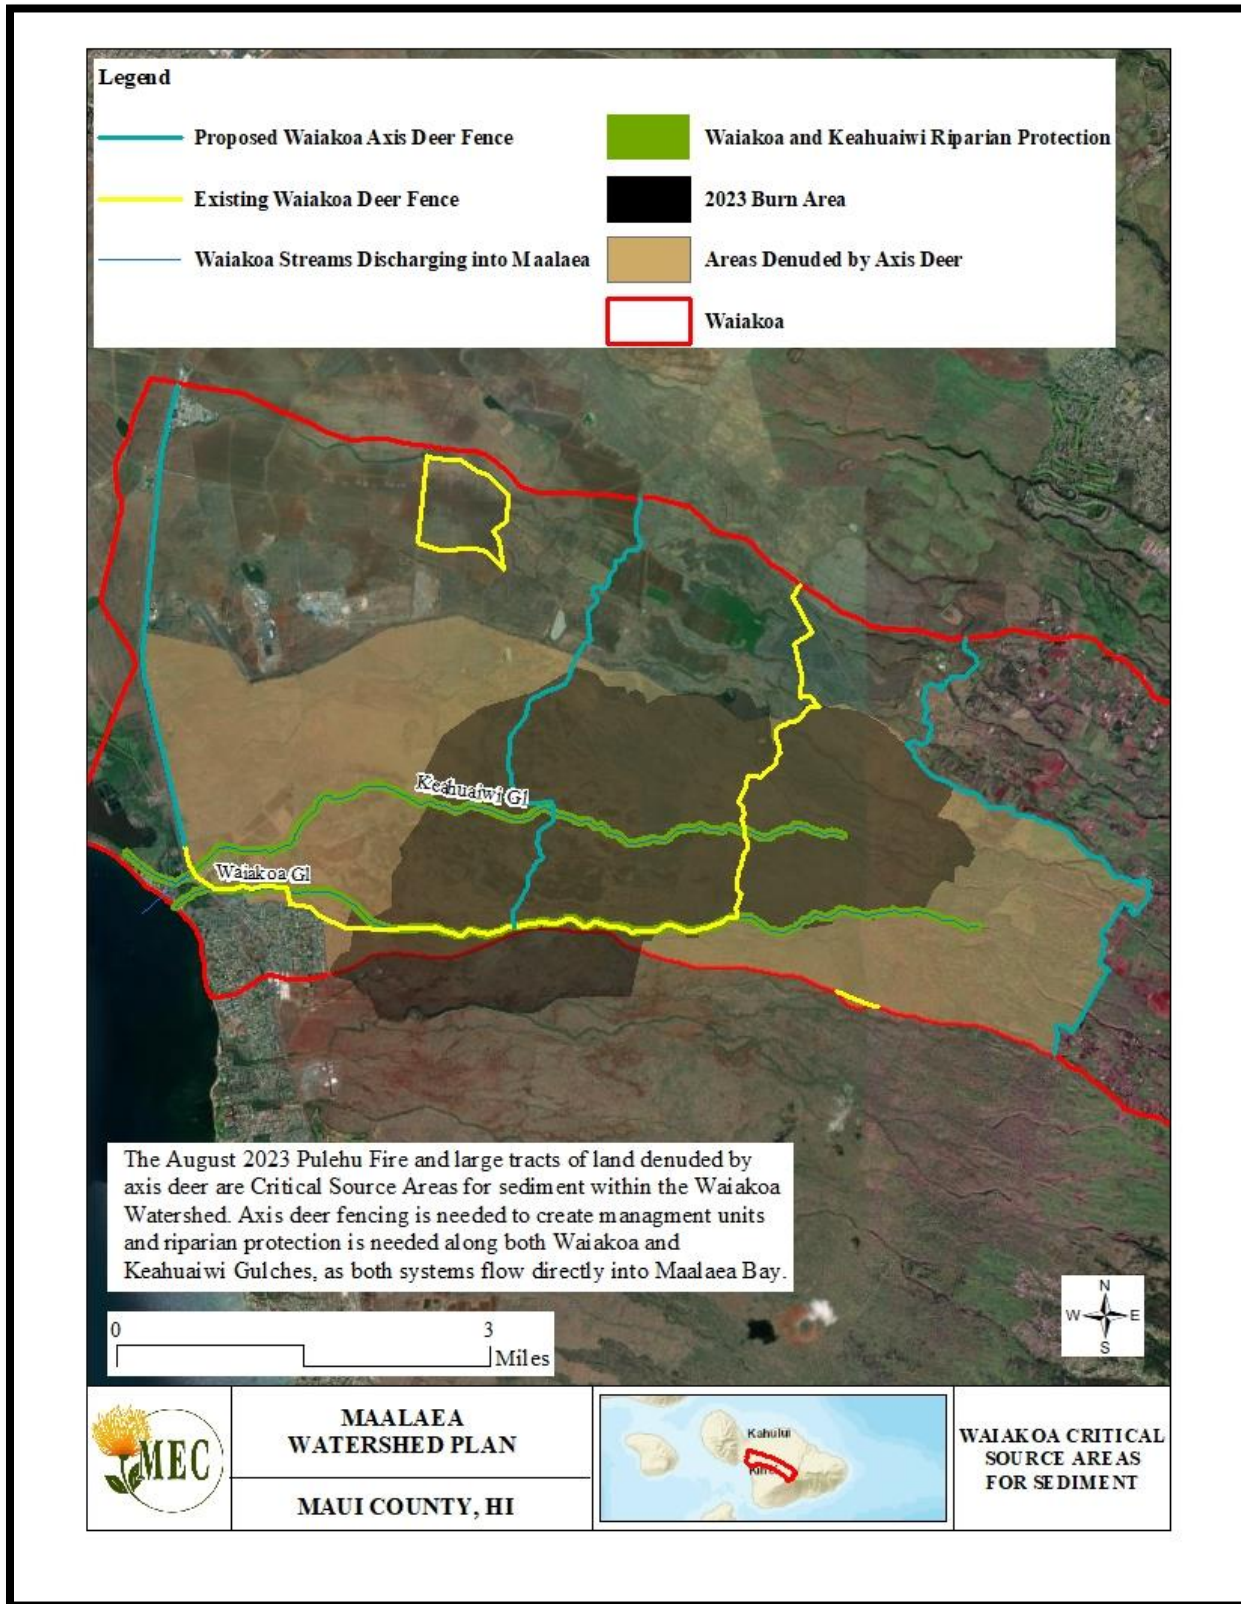 Legend
Proposed Waiakoa Axis Deer Fence
Existing Waiakoa Deer Fence
Waiakoa Streams Discharging into Maalaea
Waiakoa and Keahuaiwi Riparian Protection
2023 Burn Area
Areas Denuded by Axis Deer
Waiakoa
Keahuaiwi Gl
Waiakoa Gl
The August 2023 Pulehu Fire and large tracts of land denuded by
axis deer are Critical Source Areas for sediment within the Waiakoa
Watershed. Axis deer fencing is needed to create managment units
and riparian protection is needed along both Waiakoa and
Keahuaiwi Gulches, as both systems flow directly into Maalaea Bay.
0 3
Miles
N
W E
S
MEC
MAALAEA
WATERSHED PLAN
MAUI COUNTY, HI
Kahului
WAIAKOA CRITICAL
SOURCE AREAS
FOR SEDIMENT